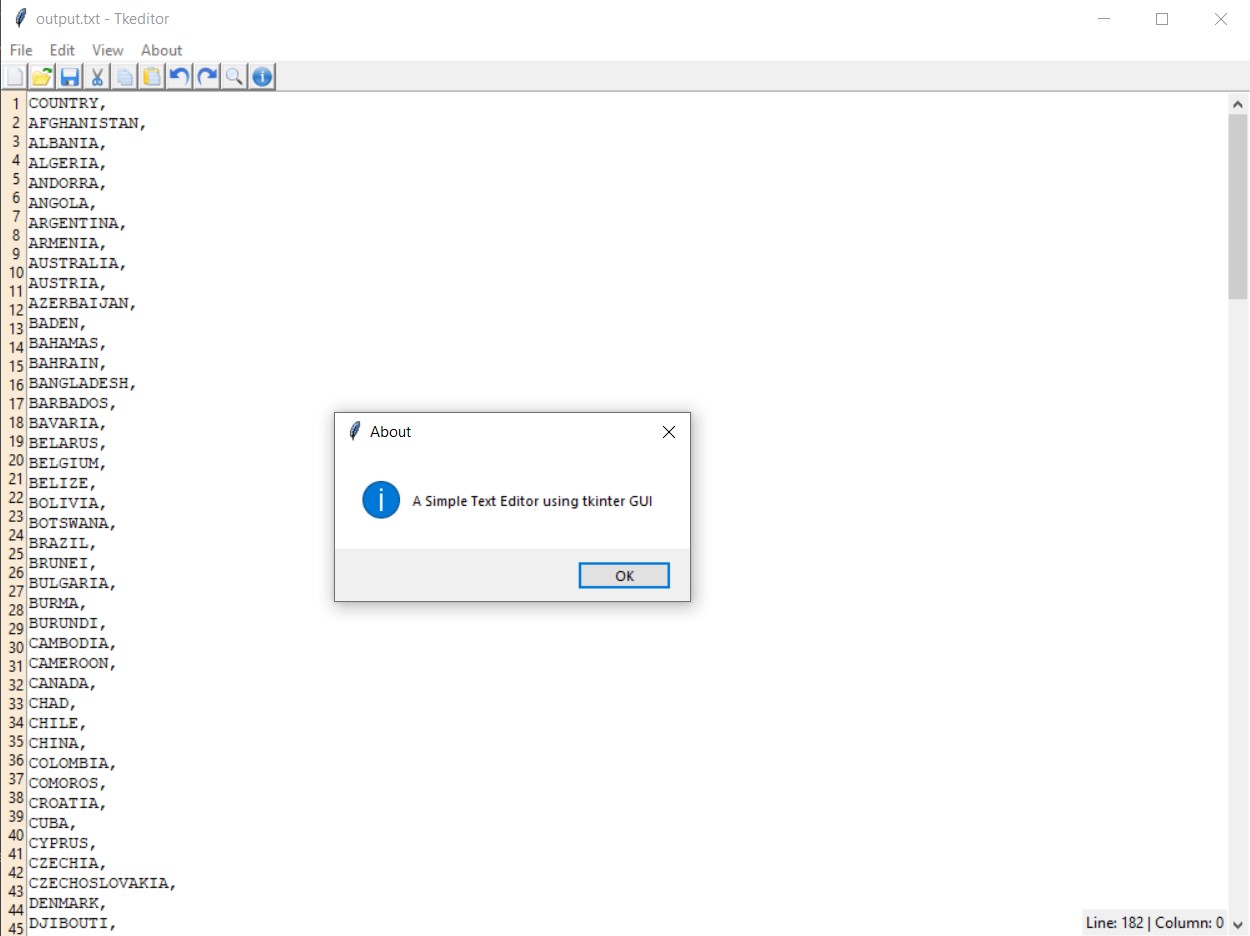 output.txt - Tkeditor
File Edit View About
1
2
3
4
5
6
7
8
9
10
11
12
13
14
15
16
17
18
19
20
21
22
23
24
25
26
27
28
29
30
31
32
33
34
35
36
37
38
39
40
41
42
43
44
45
COUNTRY,
AFGHANISTAN,
ALBANIA,
ALGERIA,
ANDORRA,
ANGOLA,
ARGENTINA,
ARMENIA,
AUSTRALIA,
AUSTRIA,
AZERBAIJAN,
BADEN,
BAHAMAS,
BAHRAIN,
BANGLADESH,
BARBADOS,
BAVARIA,
BELARUS,
BELGIUM,
BELIZE,
BOLIVIA,
BOTSWANA,
BRAZIL,
BRUNEI,
BULGARIA,
BURMA,
BURUNDI,
CAMBODIA,
CAMEROON,
CANADA,
CHAD,
CHILE,
CHINA,
COLOMBIA,
COMOROS,
CROATIA,
CUBA,
CYPRUS,
CZECHIA,
CZECHOSLOVAKIA,
DENMARK,
DJIBOUTI,
About
A Simple Text Editor using tkinter GUI
OK
Line: 182 | Column: 0